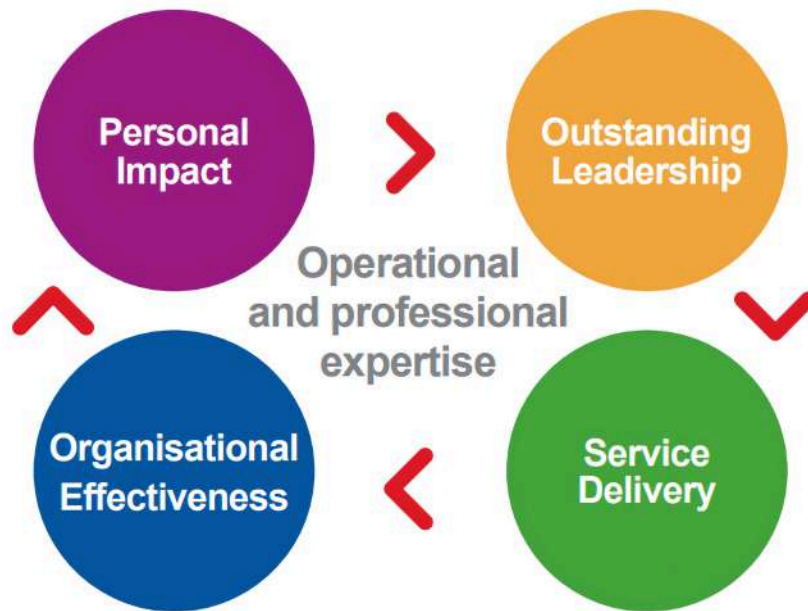 Personal
Impact
Outstanding
Leadership
Operational
and professional
expertise
Organisational
Effectiveness
Service
Delivery